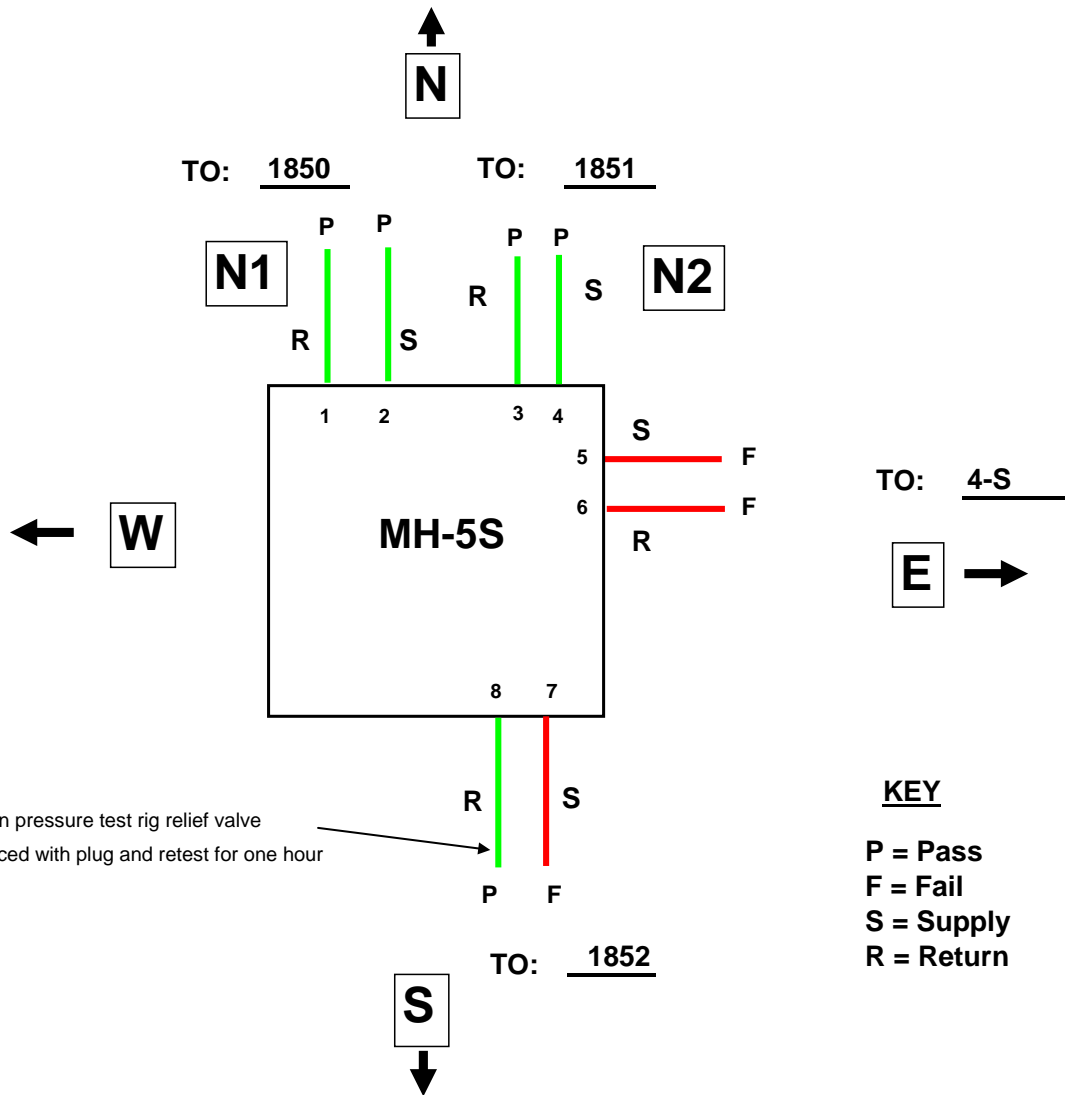 N
TO: 1850 TO: 1851
P P P P
N1 N2
R S R S
1 2 3 4
5 S F
6 R F
TO: 4-S
W MH-5S E
8 7
R S
pressure test rig relief valve
with plug and retest for one hour
P F
TO: 1852
S
KEY
P = Pass
F = Fail
S = Supply
R = Return